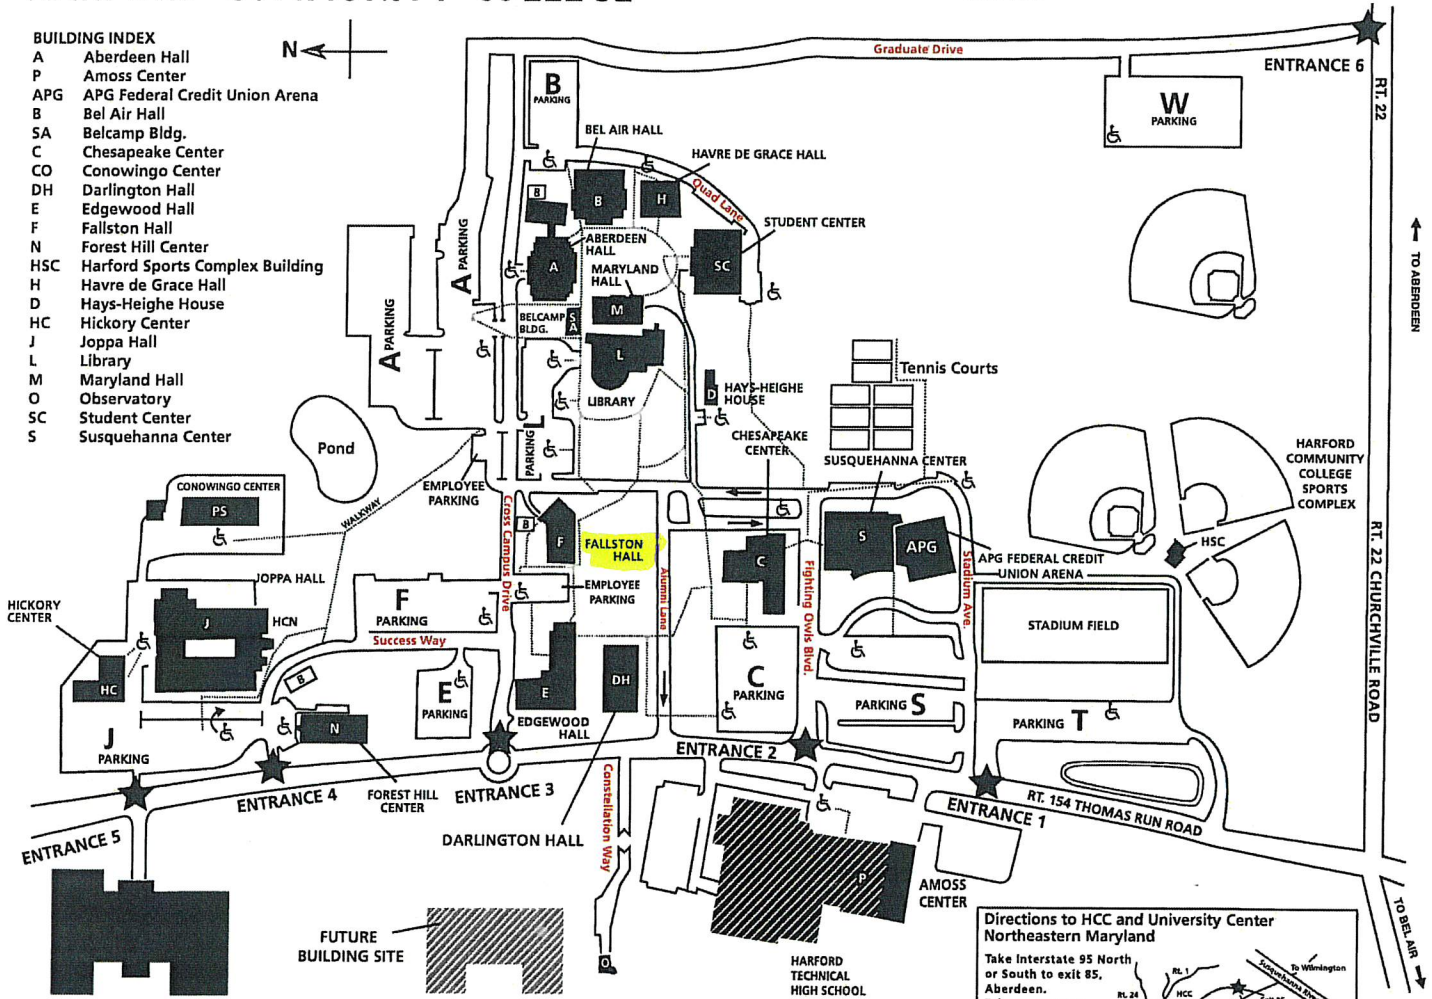 BUILDING INDEX
A Aberdeen Hall
P Amoss Center
APG APG Federal Credit Union Arena
B Bel Air Hall
SA Belcamp Bldg.
C Chesapeake Center
CO Conowingo Center
DH Darlington Hall
E Edgewood Hall
F Fallston Hall
N Forest Hill Center
HSC Harford Sports Complex Building
H Havre de Grace Hall
D Hays-Heighe House
HC Hickory Center
J Joppa Hall
L Library
M Maryland Hall
O Observatory
SC Student Center
S Susquehanna Center
N
Graduate Drive
ENTRANCE 6
RT. 22
W
PARKING
B
PARKING
BEL AIR HALL
HAVRE DE GRACE HALL
Quad Lane
STUDENT CENTER
B
B
H
SC
ABERDEEN
HALL
A
MARYLAND
HALL
M
A PARKING
A PARKING
BELCAMP
BLDG.
SA
L
LIBRARY
D
HAYS-HEIGHE
HOUSE
Tennis Courts
TO ABERDEEN
Pond
PARKING L
CHESAPEAKE
CENTER
SUSQUEHANNA CENTER
HARFORD
COMMUNITY
COLLEGE
SPORTS
COMPLEX
EMPLOYEE
PARKING
WALKWAY
CONOWINGO CENTER
PS
Cross Campus Drive
B
F
FALLSTON
HALL
EMPLOYEE
PARKING
Alumni Lane
C
Fighting Owls Blvd.
S
APG
Stadium Ave.
APG FEDERAL CREDIT
UNION ARENA
HSC
RT. 22 CHURCHVILLE ROAD
JOPPA HALL
HICKORY
CENTER
J
HCN
F
PARKING
Success Way
STADIUM FIELD
HC
B
E
PARKING
E
DH
C
PARKING
PARKING S
PARKING T
J
PARKING
N
EDGEWOOD
HALL
ENTRANCE 2
ENTRANCE 5
ENTRANCE 4
FOREST HILL
CENTER
ENTRANCE 3
ENTRANCE 1
RT. 154 THOMAS RUN ROAD
DARLINGTON HALL
Constellation Way
P
AMOSS
CENTER
TO BEL AIR
FUTURE
BUILDING SITE
O
HARFORD
TECHNICAL
HIGH SCHOOL
Directions to HCC and University Center
Northeastern Maryland
Take Interstate 95 North
or South to exit 85,
Aberdeen.
Rt. 1
To Wilmington
Rt. 24
HCC